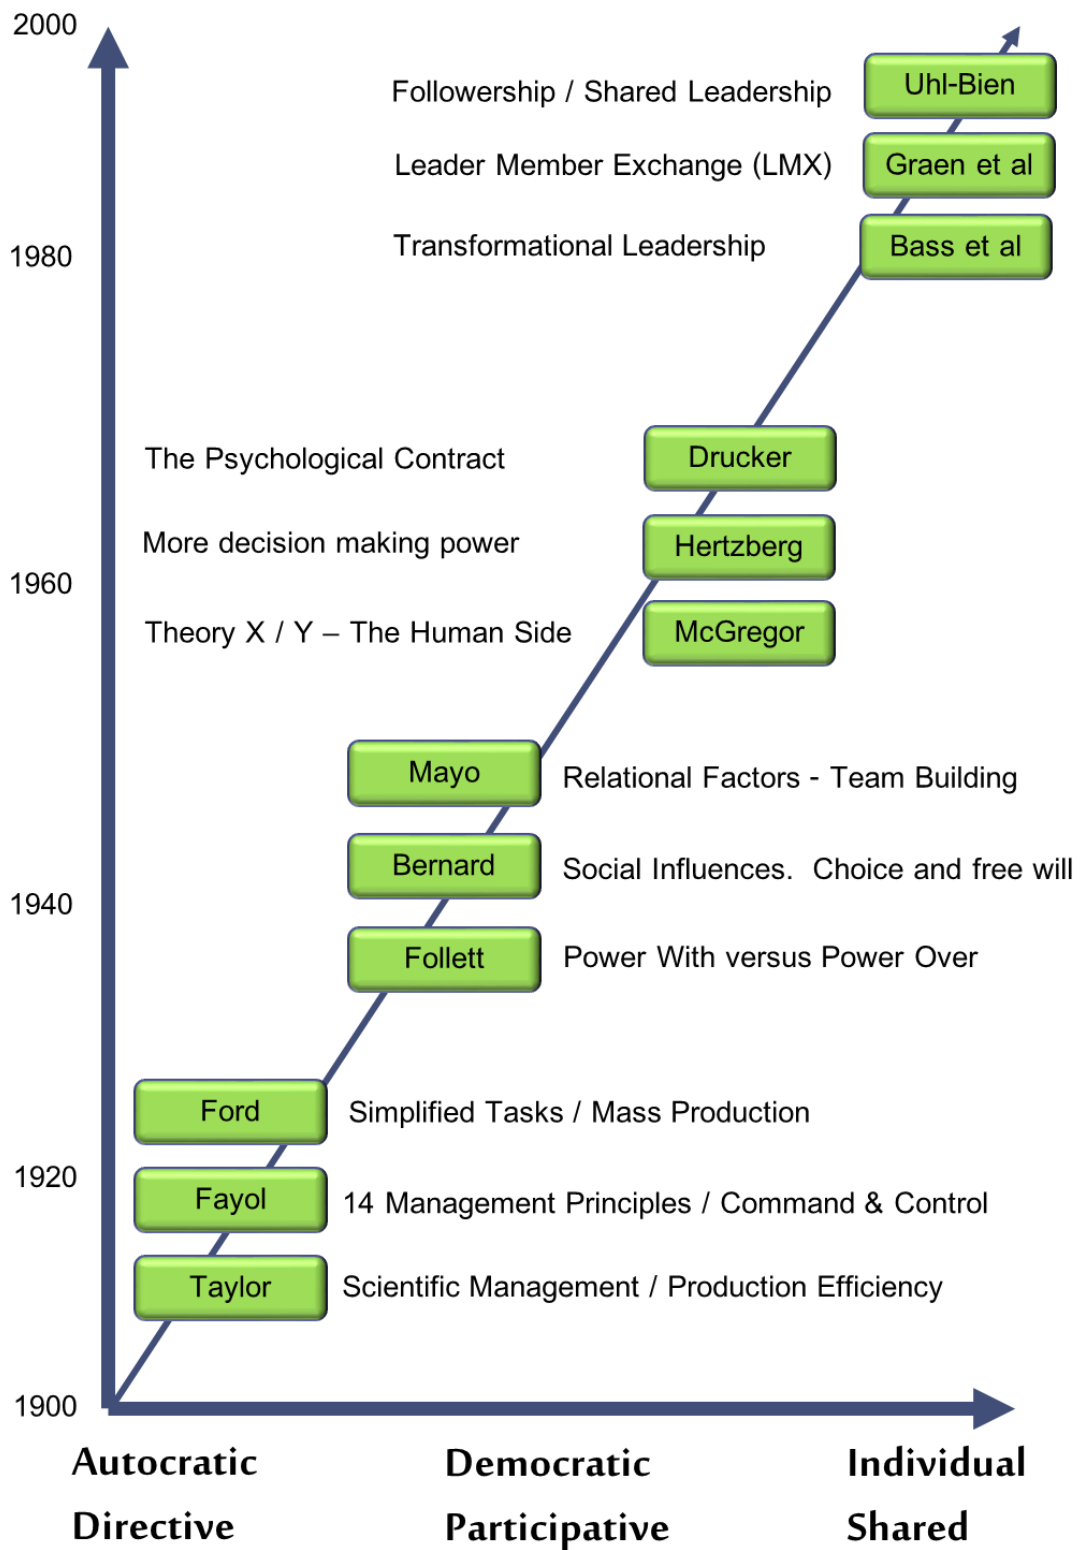 2000
Followership / Shared Leadership
Uhl-Bien
Leader Member Exchange (LMX)
Graen et al
Transformational Leadership
Bass et al
1980
The Psychological Contract
Drucker
More decision making power
Hertzberg
1960
Theory X / Y – The Human Side
McGregor
Mayo
Relational Factors - Team Building
Bernard
Social Influences.  Choice and free will
1940
Follett
Power With versus Power Over
Ford
Simplified Tasks / Mass Production
1920
Fayol
14 Management Principles / Command & Control
Taylor
Scientific Management / Production Efficiency
1900
Autocratic
Directive
Democratic
Participative
Individual
Shared